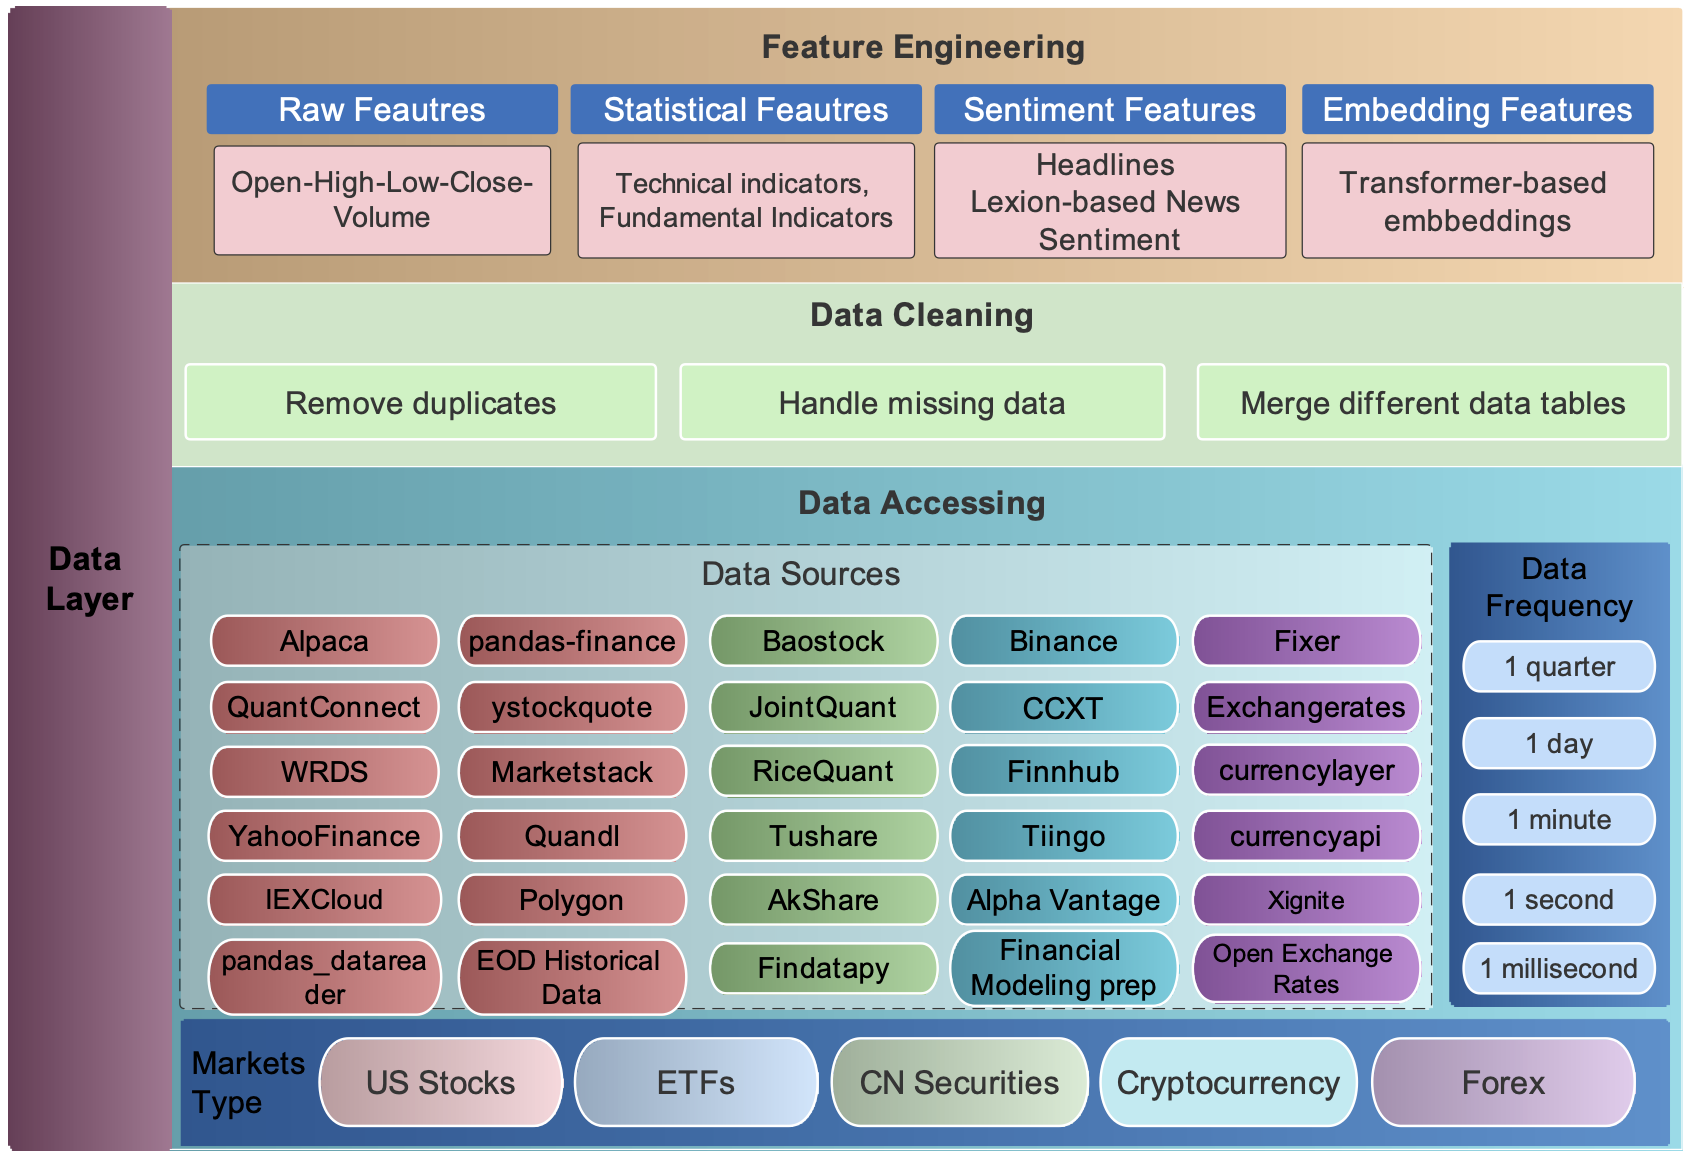 Feature Engineering
Raw Feautres
Statistical Feautres
Sentiment Features
Embedding Features
Open-High-Low-Close-
Volume
Technical indicators,
Fundamental Indicators
Headlines
Lexion-based News
Sentiment
Transformer-based
embbeddings
Data Cleaning
Remove duplicates
Handle missing data
Merge different data tables
Data
Layer
Data Accessing
Data Sources
Alpaca
pandas-finance
Baostock
Binance
Fixer
QuantConnect
ystockquote
JointQuant
CCXT
Exchangerates
WRDS
Marketstack
RiceQuant
Finnhub
currencylayer
YahooFinance
Quandl
Tushare
Tiingo
currencyapi
IEXCloud
Polygon
AkShare
Alpha Vantage
Xignite
pandas_datarea
der
EOD Historical
Data
Findatapy
Financial
Modeling prep
Open Exchange
Rates
Data
Frequency
1 quarter
1 day
1 minute
1 second
1 millisecond
Markets
Type
US Stocks
ETFs
CN Securities
Cryptocurrency
Forex